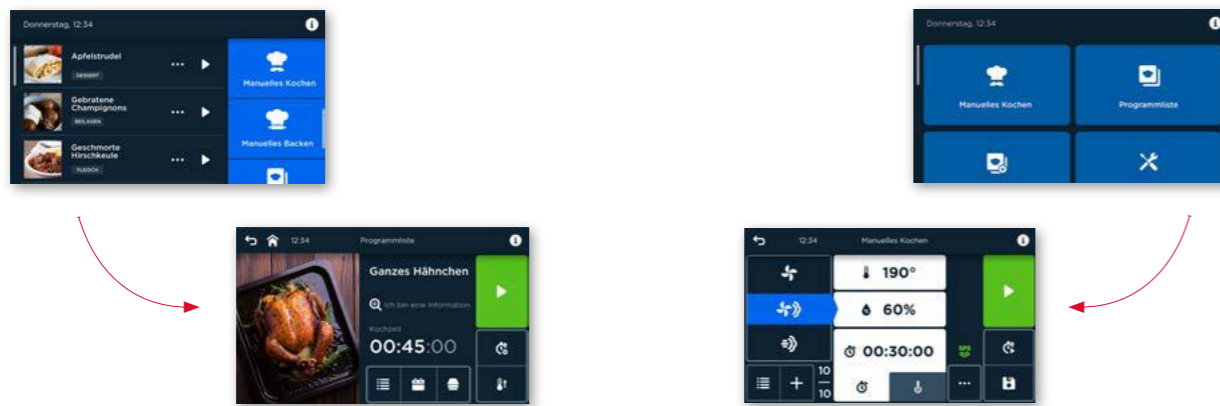 Donnerstag, 12:34
Apfelstrudel
DESSERT
Gebratene
Champignons
BEILAGEN
Geschmorte
Hirschkeule
FLEISCH
Manuelles Kochen
Manuelles Backen
Donnerstag, 12:34
Manuelles Kochen
Programmliste
12:34 Programmliste
Ganzes Hähnchen
Ich bin eine Information
Kochzeit
00:45:00
12:34 Manuelles Kochen
190°
60%
00:30:00
SPS
10
10